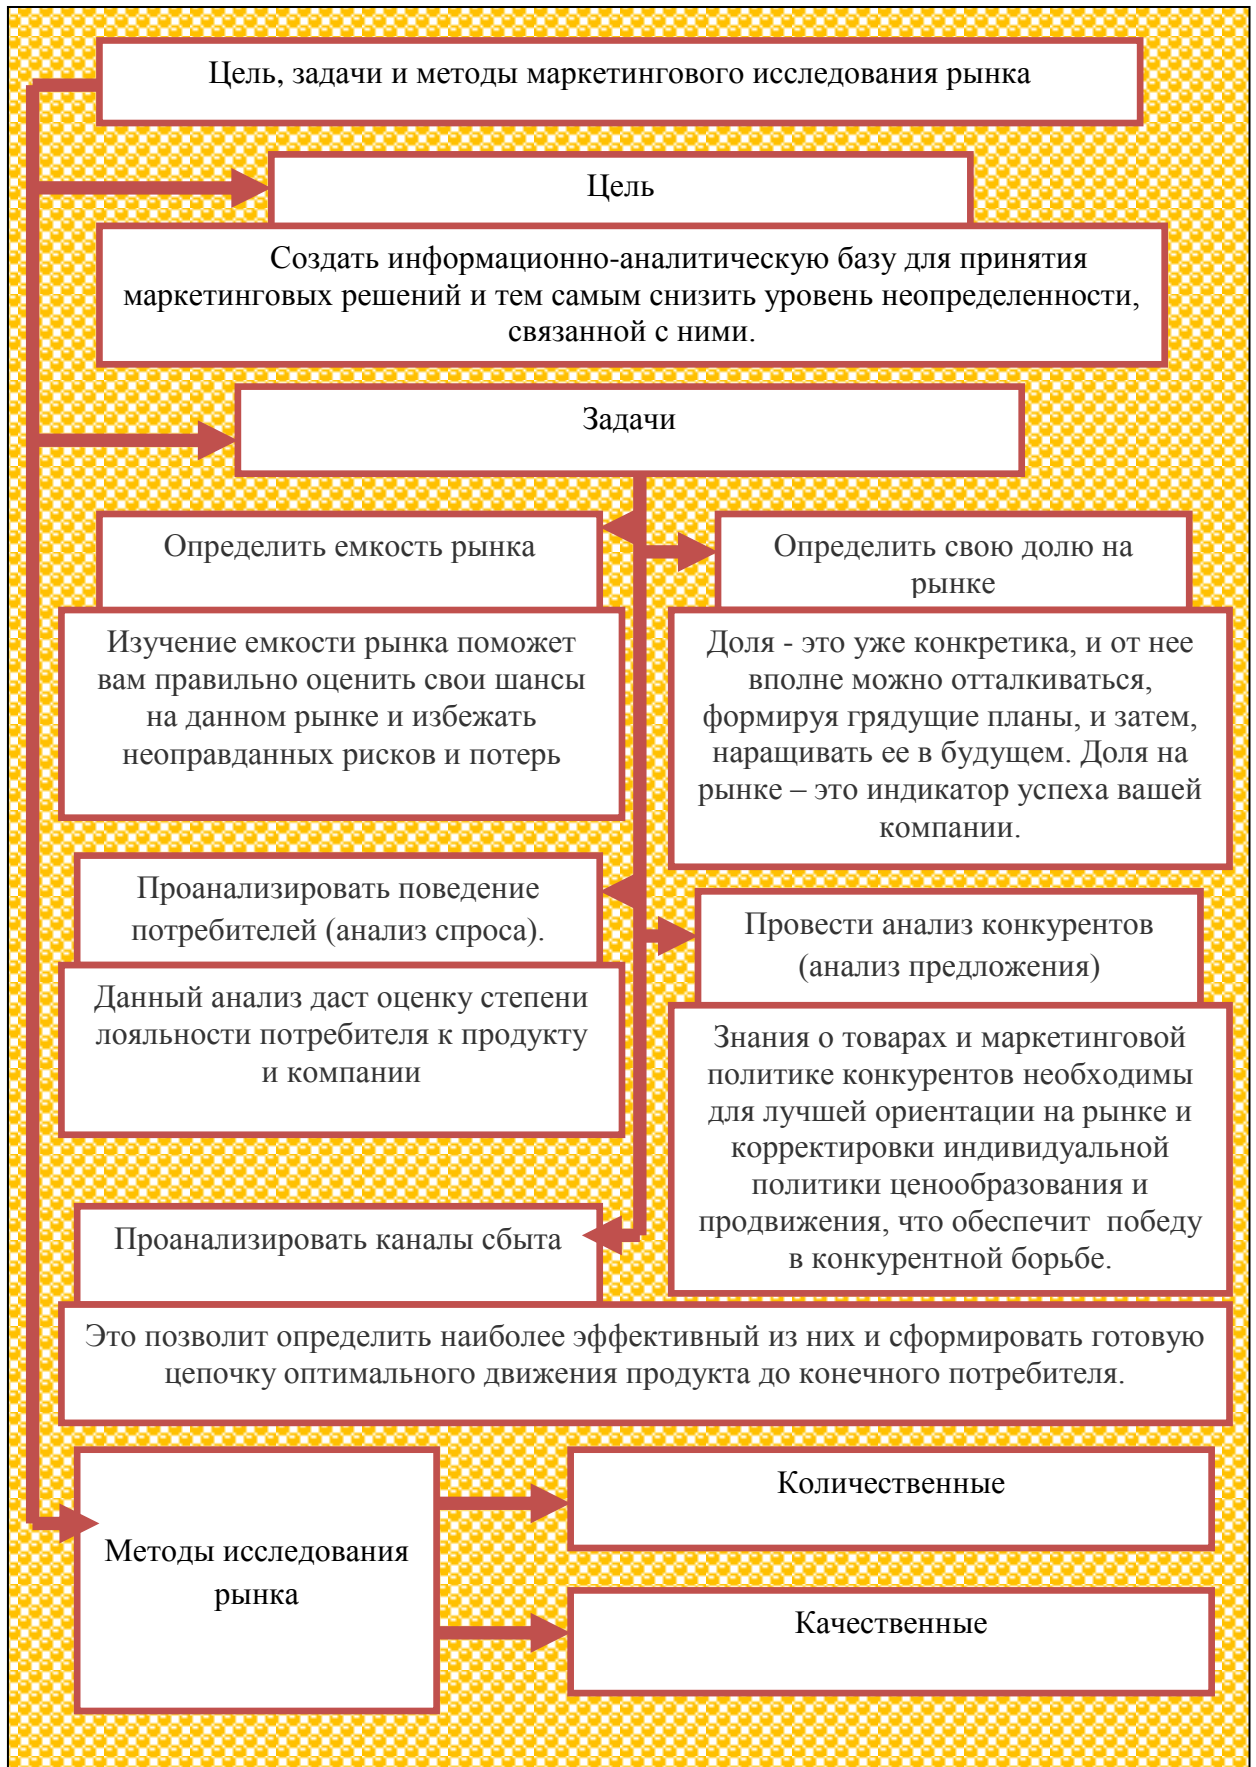 Цель, задачи и методы маркетингового исследования рынка
Цель
Создать информационно-аналитическую базу для принятия
маркетинговых решений и тем самым снизить уровень неопределенности,
связанной с ними.
Задачи
Определить емкость рынка
Изучение емкости рынка поможет
вам правильно оценить свои шансы
на данном рынке и избежать
неоправданных рисков и потерь
Определить свою долю на
рынке
Доля - это уже конкретика, и от нее
вполне можно отталкиваться,
формируя грядущие планы, и затем,
наращивать ее в будущем. Доля на
рынке – это индикатор успеха вашей
компании.
Проанализировать поведение
потребителей (анализ спроса).
Данный анализ даст оценку степени
лояльности потребителя к продукту
и компании
Провести анализ конкурентов
(анализ предложения)
Знания о товарах и маркетинговой
политике конкурентов необходимы
для лучшей ориентации на рынке и
корректировки индивидуальной
политики ценообразования и
продвижения, что обеспечит  победу
в конкурентной борьбе.
Проанализировать каналы сбыта
Это позволит определить наиболее эффективный из них и сформировать готовую
цепочку оптимального движения продукта до конечного потребителя.
Методы исследования
рынка
Количественные
Качественные